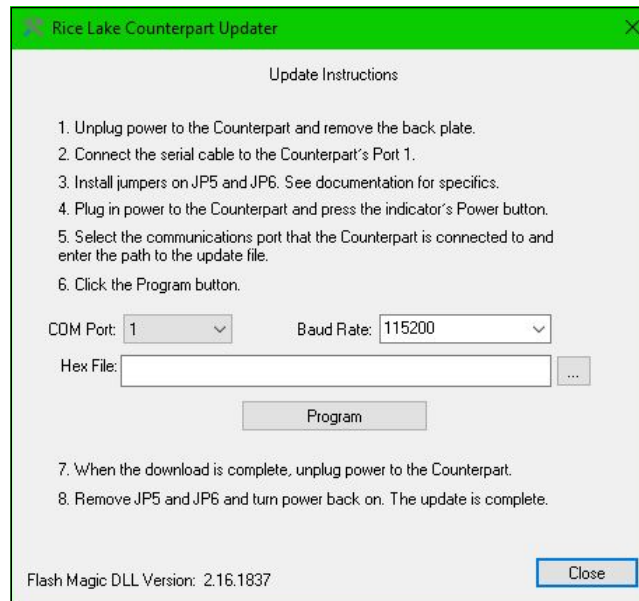 Rice Lake Counterpart Updater
Update Instructions
1. Unplug power to the Counterpart and remove the back plate.
2. Connect the serial cable to the Counterpart's Port 1.
3. Install jumpers on JP5 and JP6. See documentation for specifics.
4. Plug in power to the Counterpart and press the indicator's Power button.
5. Select the communications port that the Counterpart is connected to and
enter the path to the update file.
6. Click the Program button.
COM Port: 1 Baud Rate: 115200
Hex File: ...
Program
7. When the download is complete, unplug power to the Counterpart.
8. Remove JP5 and JP6 and turn power back on. The update is complete.
Flash Magic DLL Version: 2.16.1837 Close